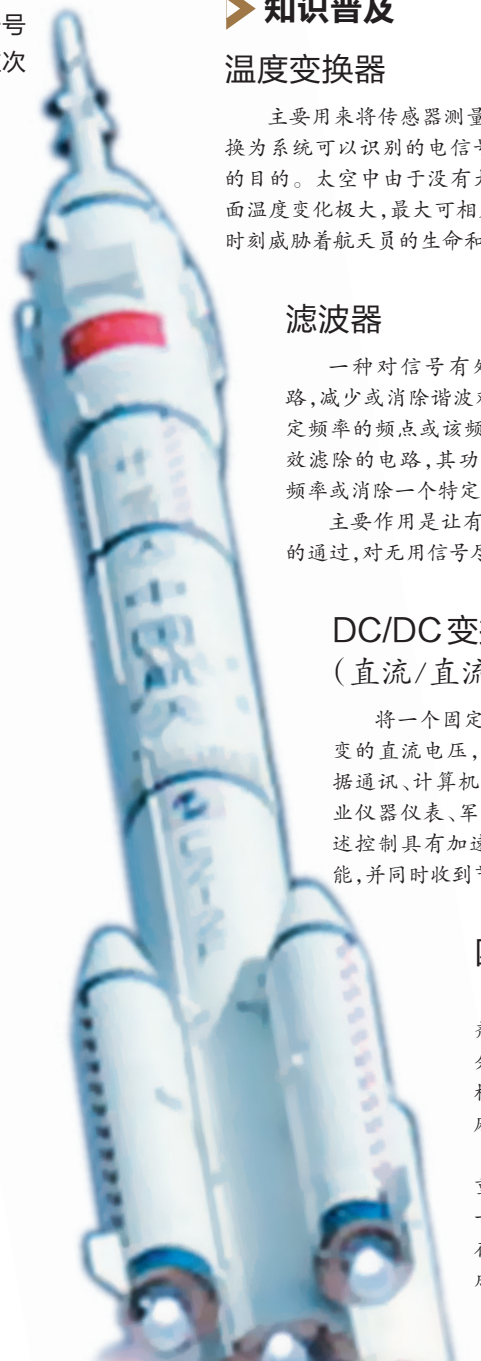 号
次
知识普及
温度变换器
主要用来将传感器测量
换为系统可以识别的电信号
的目的。太空中由于没有大
面温度变化极大,最大可相
时刻威胁着航天员的生命和
滤波器
一种对信号有处
路,减少或消除谐波对
定频率的频点或该频
效滤除的电路,其功
频率或消除一个特定
主要作用是让有
的通过,对无用信号尽
DC/DC变
(直流/直流
将一个固定
变的直流电压,
据通讯、计算机
业仪器仪表、军
述控制具有加速
能,并同时收到